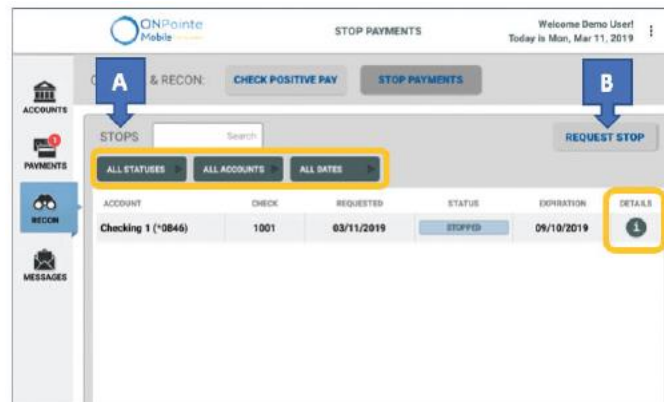 ONPointe
Mobile
STOP PAYMENTS
Welcome Demo User!
Today is Mon, Mar 11, 2019
A
B
& RECON:
CHECK POSITIVE PAY
STOP PAYMENTS
ACCOUNTS
STOPS
Search
REQUEST STOP
1
PAYMENTS
ALL STATUSES
ALL ACCOUNTS
ALL DATES
RECON
ACCOUNT CHECK REQUESTED STATUS EXPIRATION DETAILS
Checking 1 (*0846) 1001 03/11/2019 STOPPED 09/10/2019 i
MESSAGES